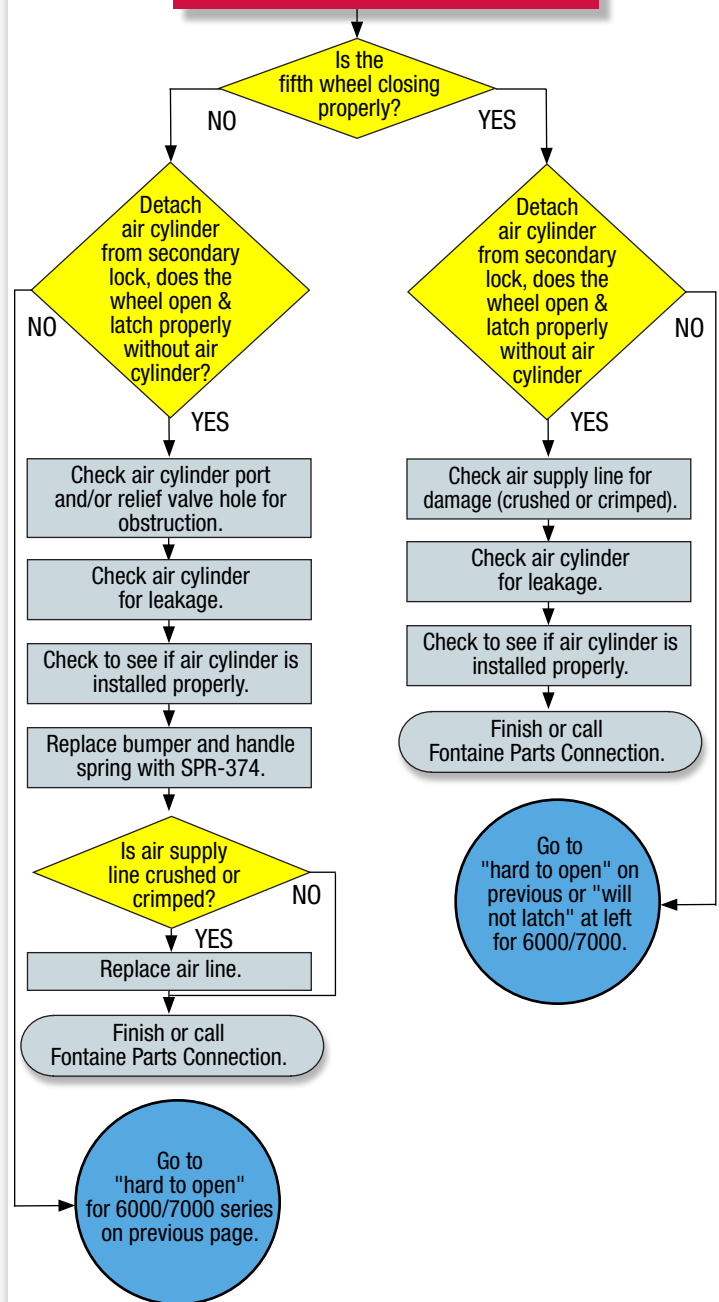 Is the
fifth wheel closing
properly?
NO
YES
Detach
air cylinder
from secondary
lock, does the
wheel open &
latch properly
without air
cylinder?
NO
YES
Check air cylinder port
and/or relief valve hole for
obstruction.
Check air cylinder
for leakage.
Check to see if air cylinder is
installed properly.
Replace bumper and handle
spring with SPR-374.
Is air supply
line crushed or
crimped?
NO
YES
Replace air line.
Finish or call
Fontaine Parts Connection.
Go to
"hard to open"
for 6000/7000 series
on previous page.
Detach
air cylinder
from secondary
lock, does the
wheel open &
latch properly
without air
cylinder
NO
YES
Check air supply line for
damage (crushed or crimped).
Check air cylinder
for leakage.
Check to see if air cylinder is
installed properly.
Finish or call
Fontaine Parts Connection.
Go to
"hard to open" on
previous or "will
not latch" at left
for 6000/7000.